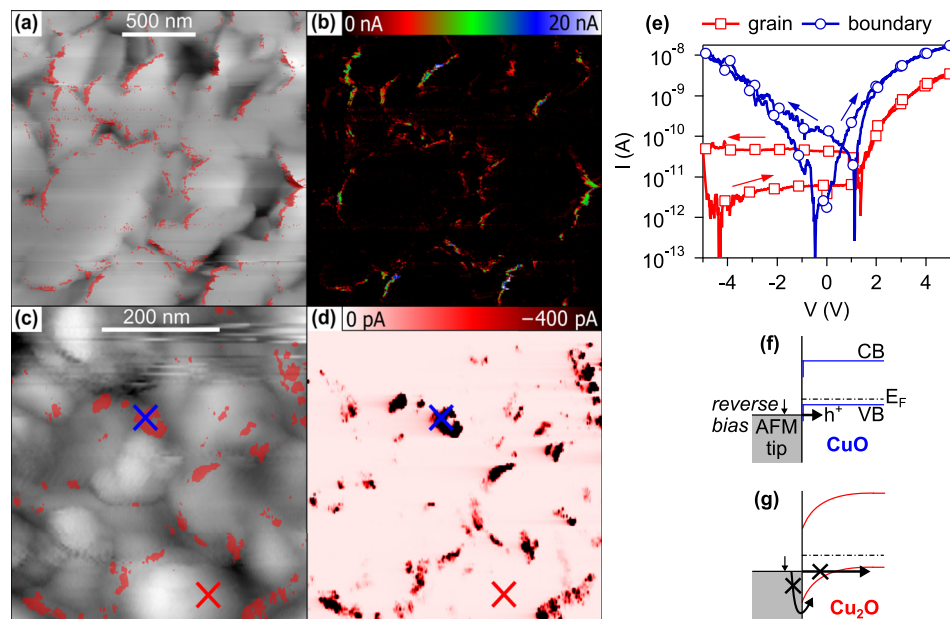 (a)
500 nm
(b)
0 nA
20 nA
(c)
200 nm
(d)
0 pA
−400 pA
(e)
grain
boundary
10⁻⁸
10⁻⁹
10⁻¹⁰
10⁻¹¹
10⁻¹²
10⁻¹³
I (A)
-4
-2
0
2
4
V (V)
(f)
CB
E_F
reverse
bias
h⁺
VB
AFM
tip
CuO
(g)
Cu₂O